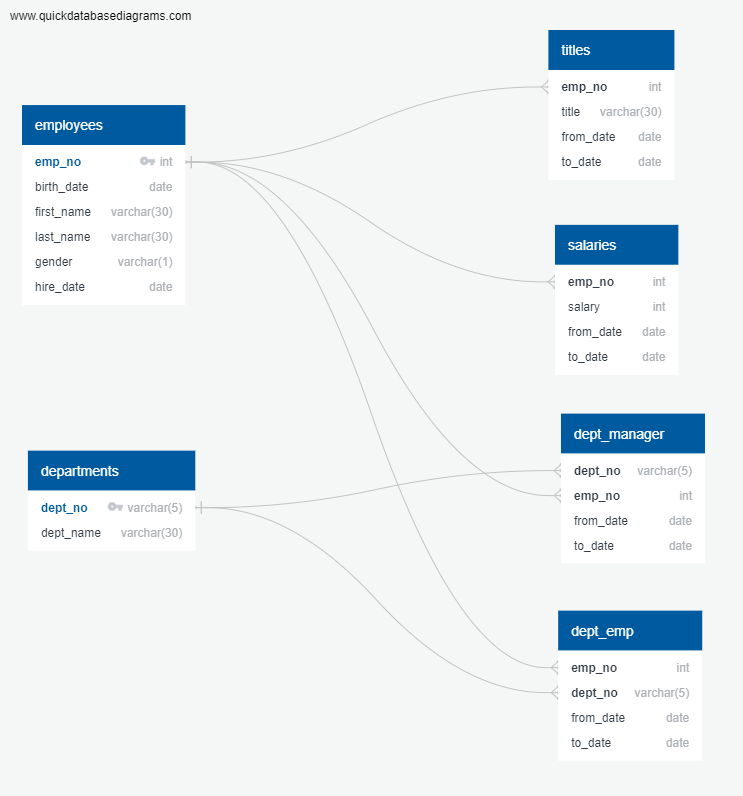 www.quickdatabasediagrams.com
employees
emp_no int
birth_date date
first_name varchar(30)
last_name varchar(30)
gender varchar(1)
hire_date date
departments
dept_no varchar(5)
dept_name varchar(30)
titles
emp_no int
title varchar(30)
from_date date
to_date date
salaries
emp_no int
salary int
from_date date
to_date date
dept_manager
dept_no varchar(5)
emp_no int
from_date date
to_date date
dept_emp
emp_no int
dept_no varchar(5)
from_date date
to_date date